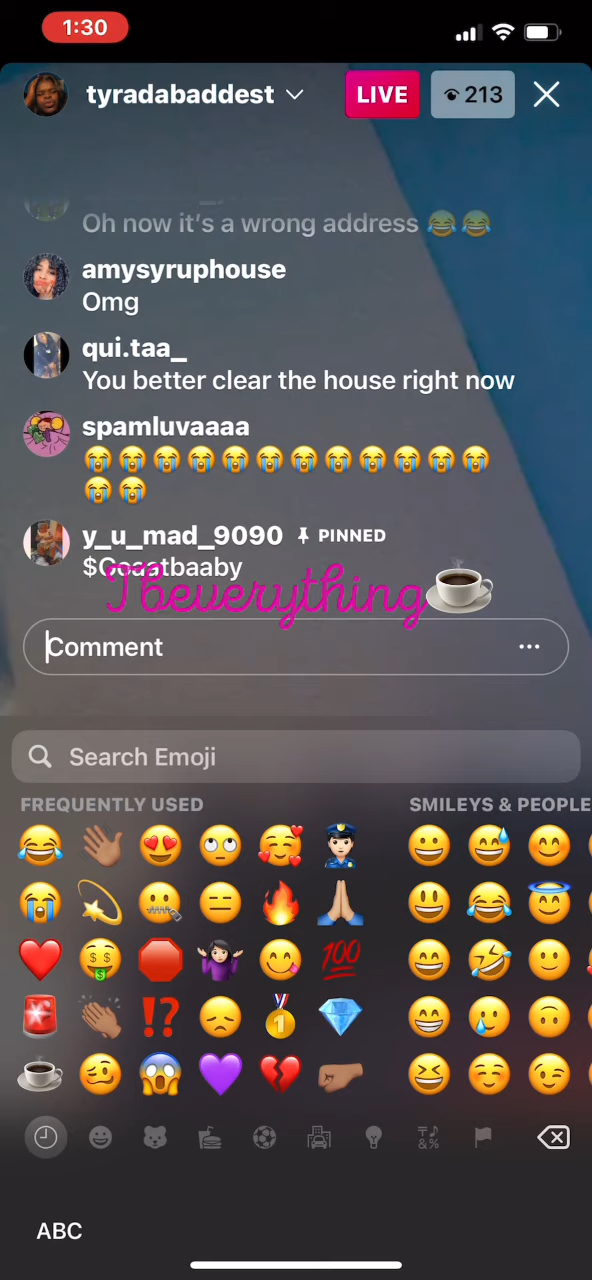 1:30
tyradabaddest LIVE 213
Oh now it's a wrong address 😂😂
amysyruphouse
Omg
qui.taa_
You better clear the house right now
spamluvaaaa
😭😭😭😭😭😭😭😭😭😭😭😭
😭😭
y_u_mad_9090 PINNED
Tbeverything☕
Comment
Search Emoji
FREQUENTLY USED SMILEYS & PEOPLE
ABC